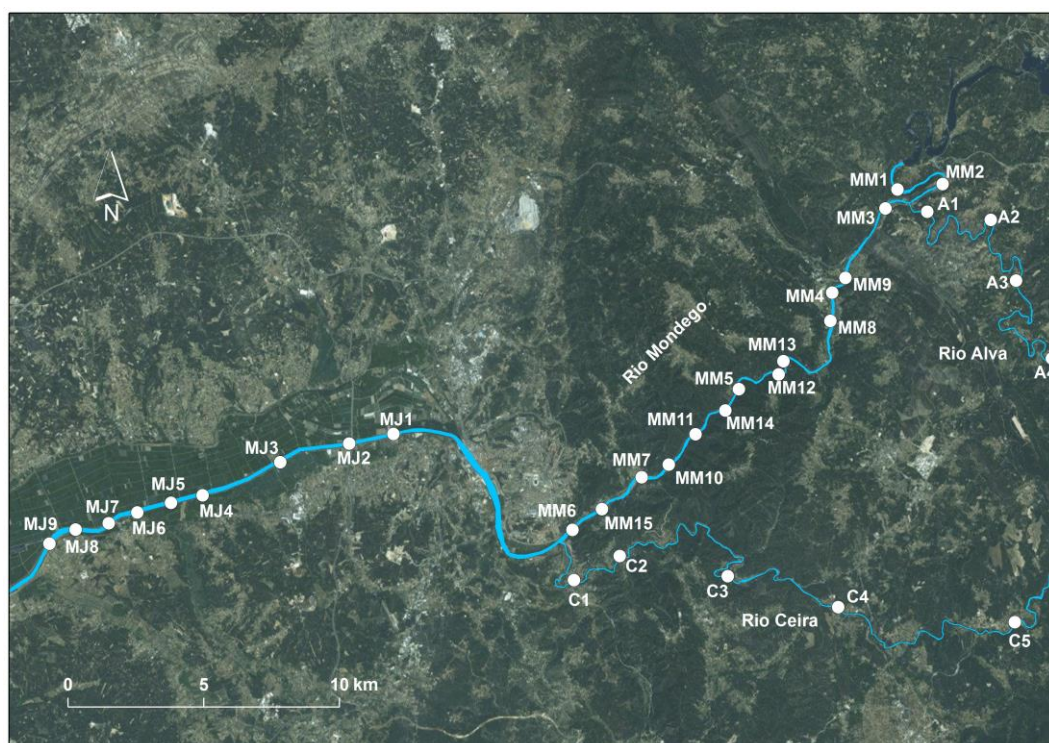 MM1
MM2
MM3
A1
A2
A3
MM9
MM4
MM8
Rio Mondego
MM13
Rio Alva
A4
MM5
MM12
MM14
MM11
MJ1
MJ2
MJ3
MM7
MM10
MJ5
MJ4
MJ7
MJ6
MJ9
MJ8
MM6
MM15
C2
C1
C3
C4
Rio Ceira
C5
N
0 5 10 km